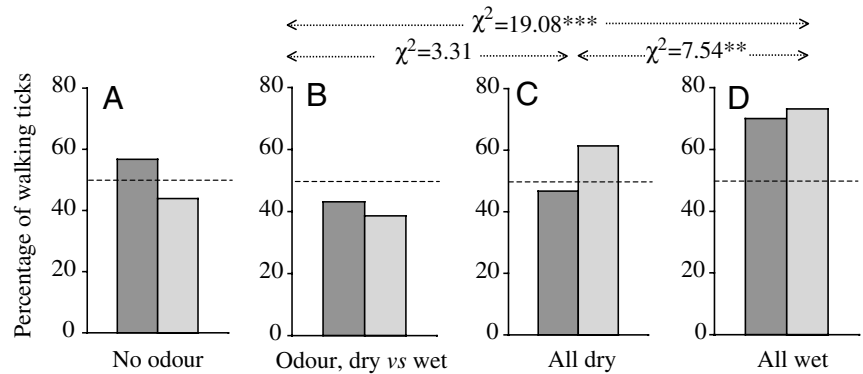 χ²=19.08***
χ²=3.31 χ²=7.54**
Percentage of walking ticks
80 60 40 20 0
A
No odour
80 60 40 20 0
B
Odour, dry vs wet
80 60 40 20 0
C
All dry
80 60 40 20 0
D
All wet